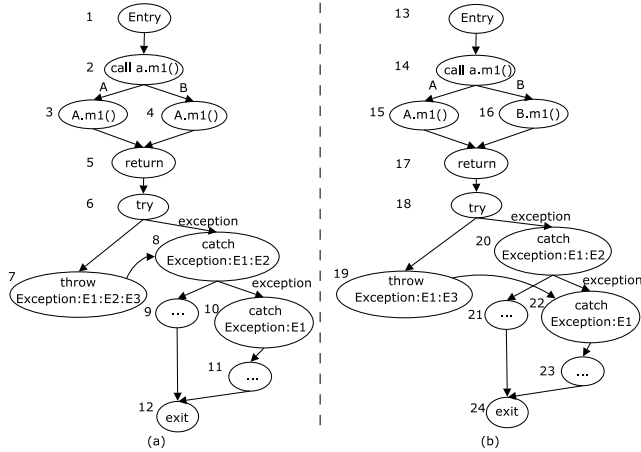 1 Entry
2 call a.m1()
A B
3 A.m1() 4 A.m1()
5 return
6 try
exception
8 catch
Exception:E1:E2
7 throw
Exception:E1:E2:E3
exception
9 ... 10 catch
Exception:E1
11 ...
12 exit
(a)
13 Entry
14 call a.m1()
A B
15 A.m1() 16 B.m1()
17 return
18 try
exception
20 catch
Exception:E1:E2
19 throw
Exception:E1:E3
exception
21 ... 22 catch
Exception:E1
23 ...
24 exit
(b)